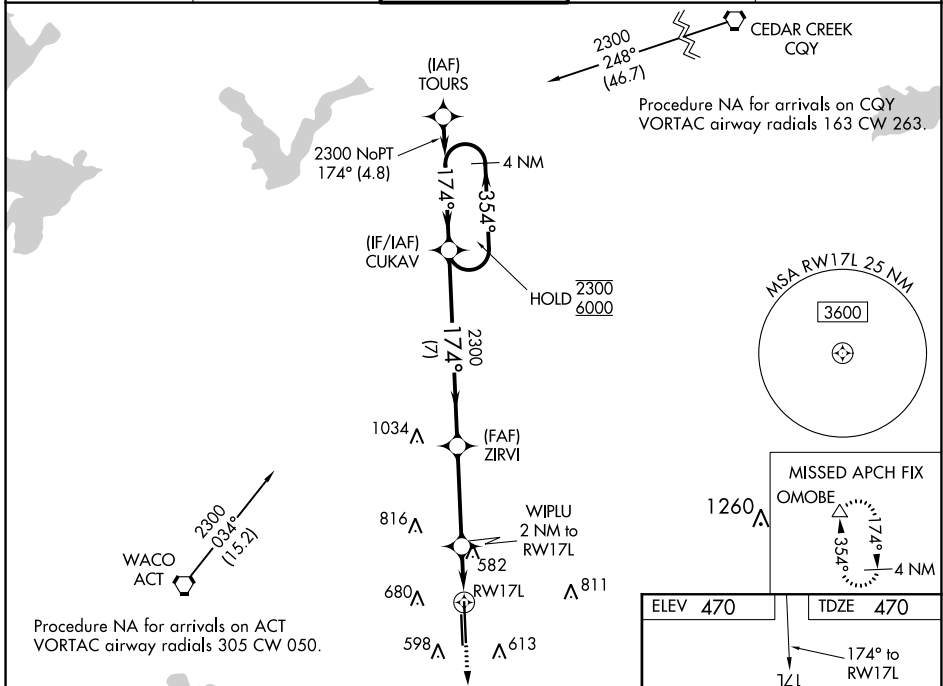 CEDAR CREEK
CQY
2300
248°
(46.7)
Procedure NA for arrivals on CQY
VORTAC airway radials 163 CW 263.
(IAF)
TOURS
2300 NoPT
174° (4.8)
4 NM
174°
354°
(IF/IAF)
CUKAV
HOLD 2300
6000
MSA RW17L 25 NM
3600
2300
174°
(7)
1034
(FAF)
ZIRVI
MISSED APCH FIX
OMOBE
174°
354°
4 NM
1260
816
WIPLU
2 NM to
RW17L
582
2300
034°
(15.2)
WACO
ACT
680
RW17L
811
Procedure NA for arrivals on ACT
VORTAC airway radials 305 CW 050.
598
613
ELEV 470
TDZE 470
174° to
RW17L
17L